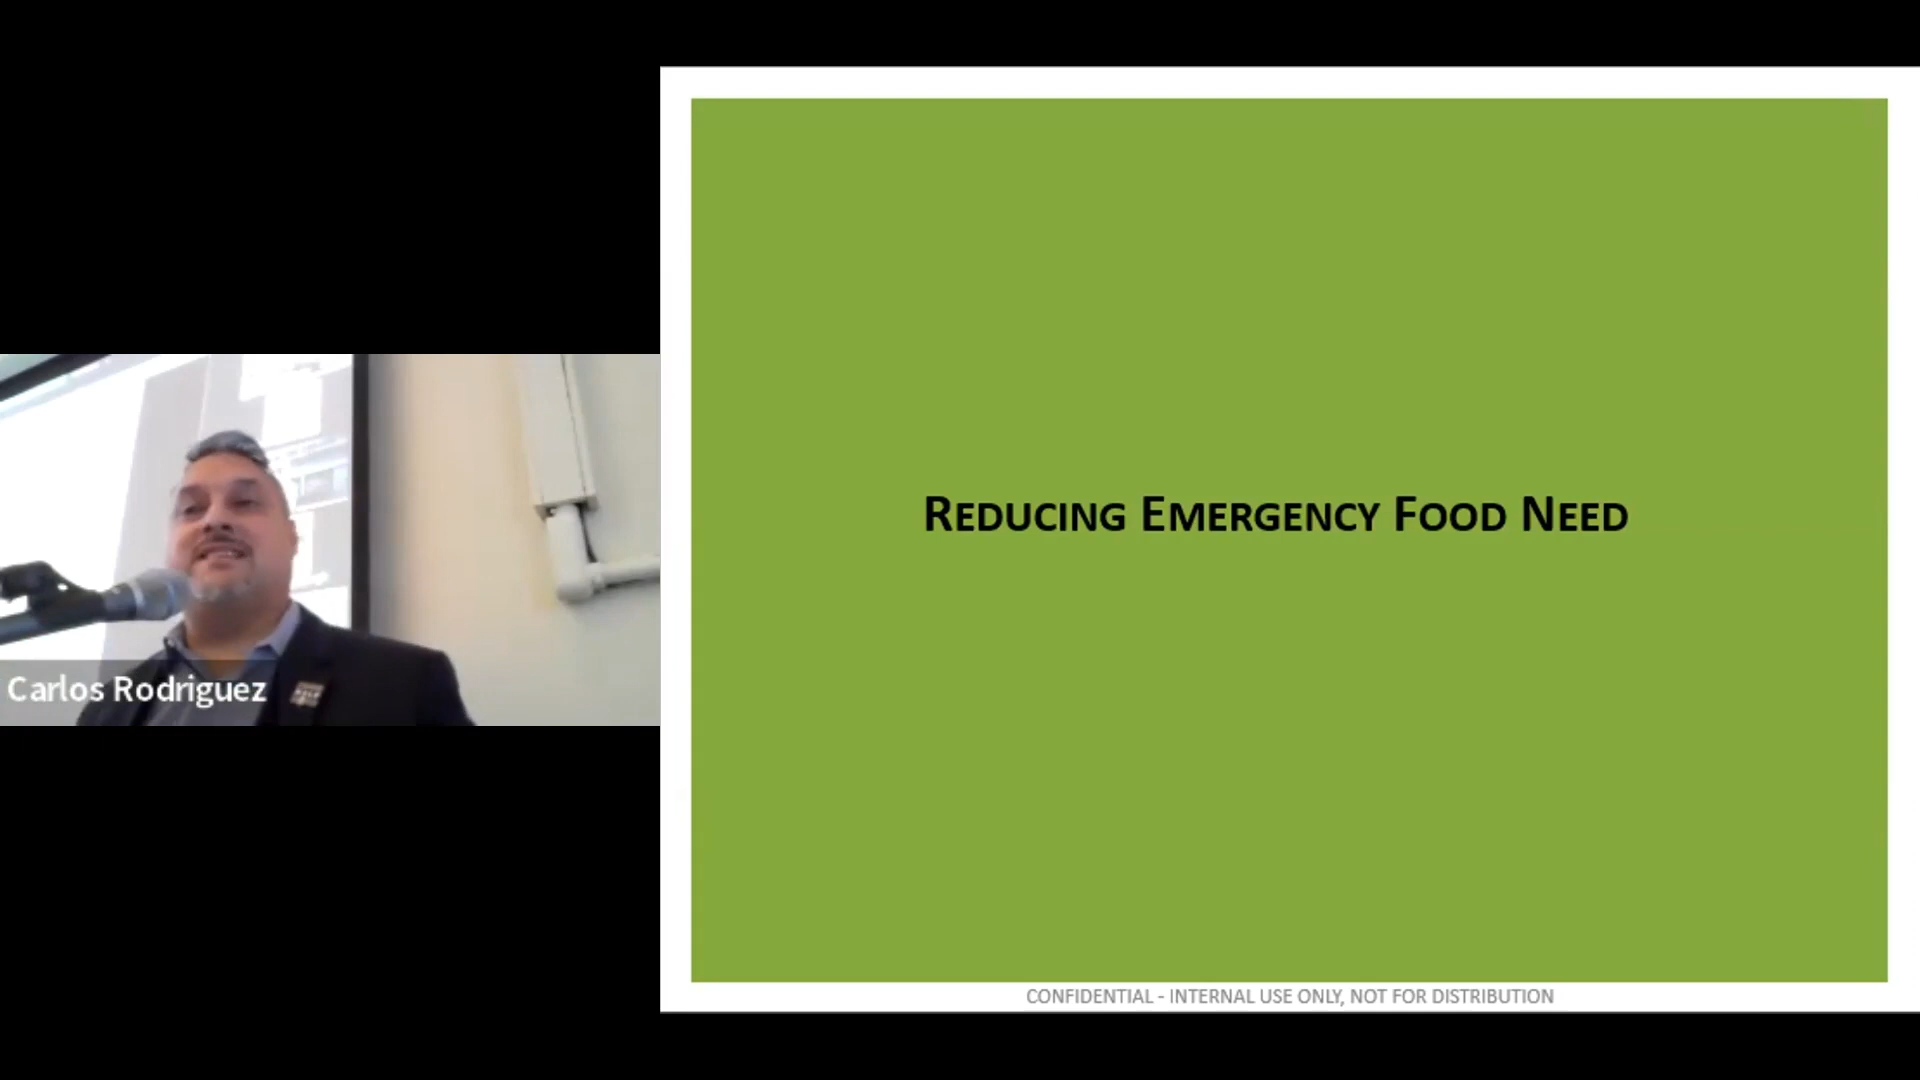 Carlos Rodriguez
REDUCING EMERGENCY FOOD NEED
CONFIDENTIAL - INTERNAL USE ONLY, NOT FOR DISTRIBUTION